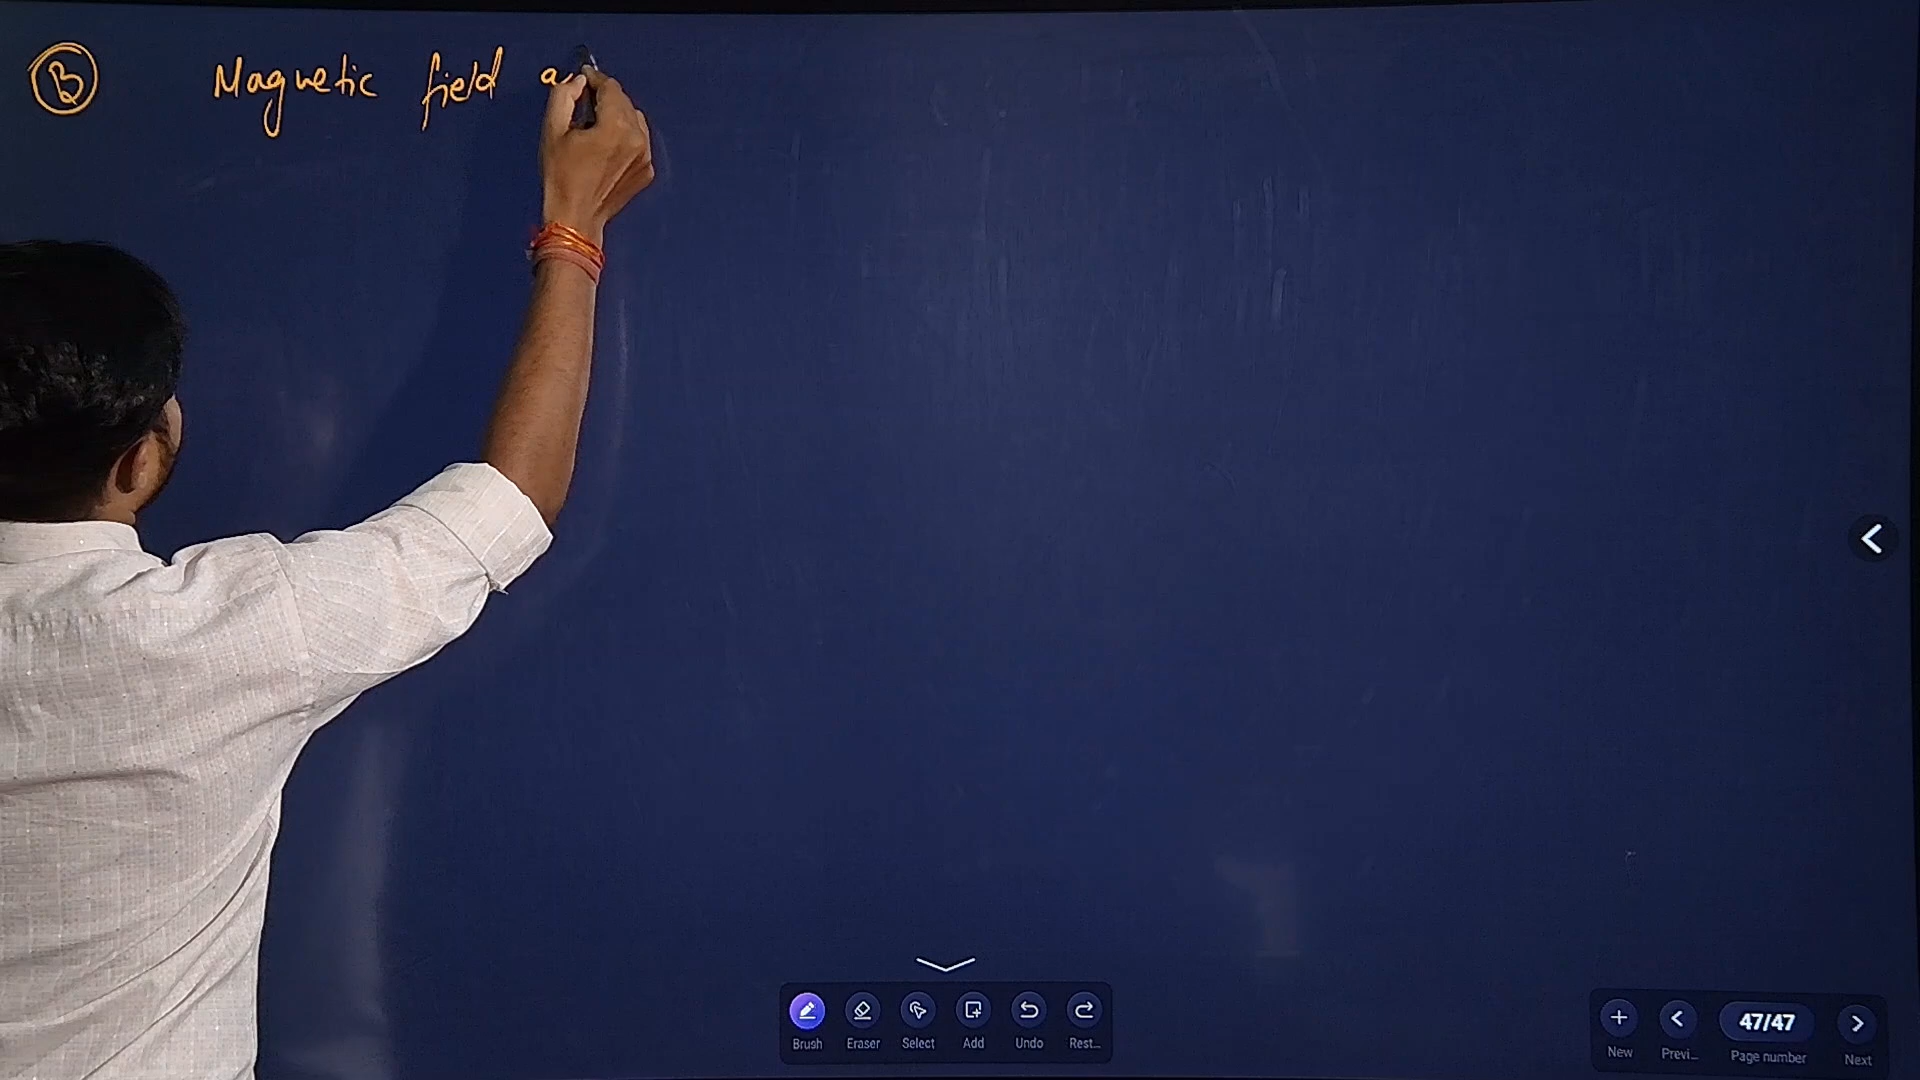 B Magnetic field a
Brush Eraser Select Add Undo Rest...
New Previ... 47/47 Page number Next